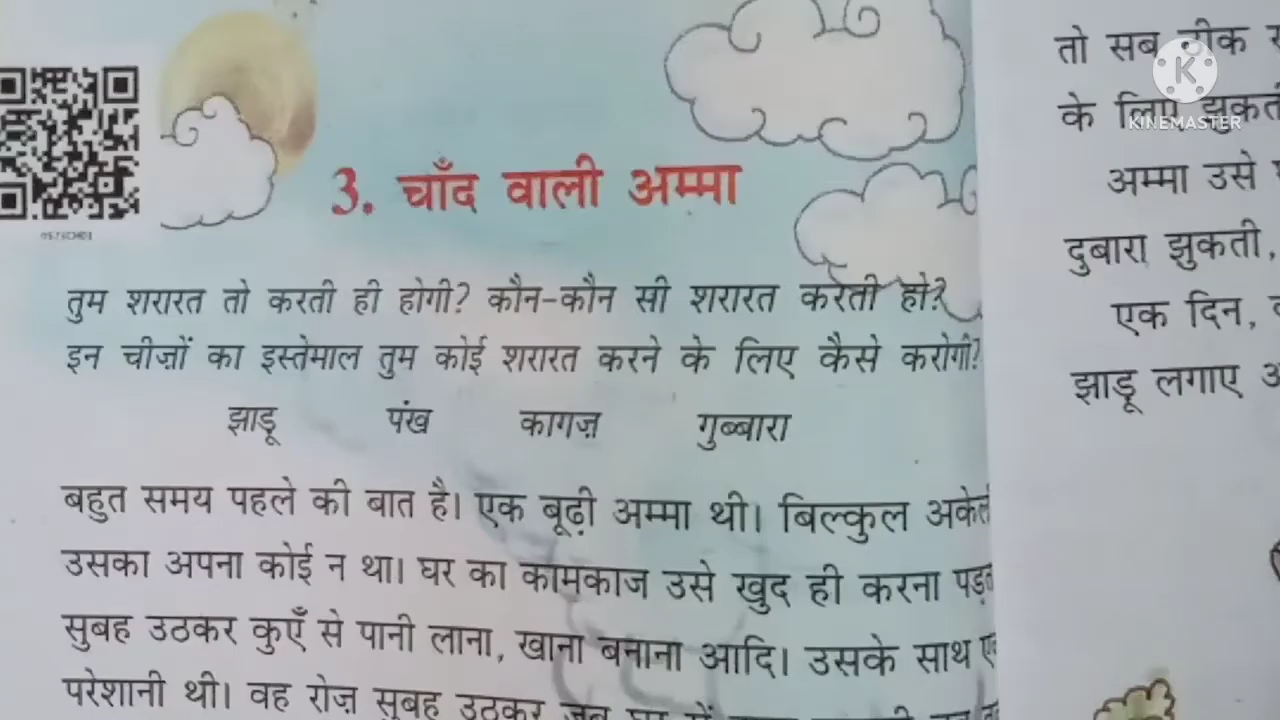 3. चाँद वाली अम्मा
तुम शरारत तो करती ही होगी? कौन-कौन सी शरारत करती हो?
इन चीज़ों का इस्तेमाल तुम कोई शरारत करने के लिए कैसे करोगी?
झाड़ू पंख कागज़ गुब्बारा
बहुत समय पहले की बात है। एक बूढ़ी अम्मा थी। बिल्कुल
उसका अपना कोई न था। घर का कामकाज उसे खुद ही करना
सुबह उठकर कुएँ से पानी लाना, खाना बनाना आदि। उसके साथ
परेशानी थी। वह रोज़ सुबह उठकर जब घर में
तो सब ठीक
के लिए
अम्मा उसे
दुबारा झुकती,
एक दिन,
झाड़ू लगाए
KINEMASTER